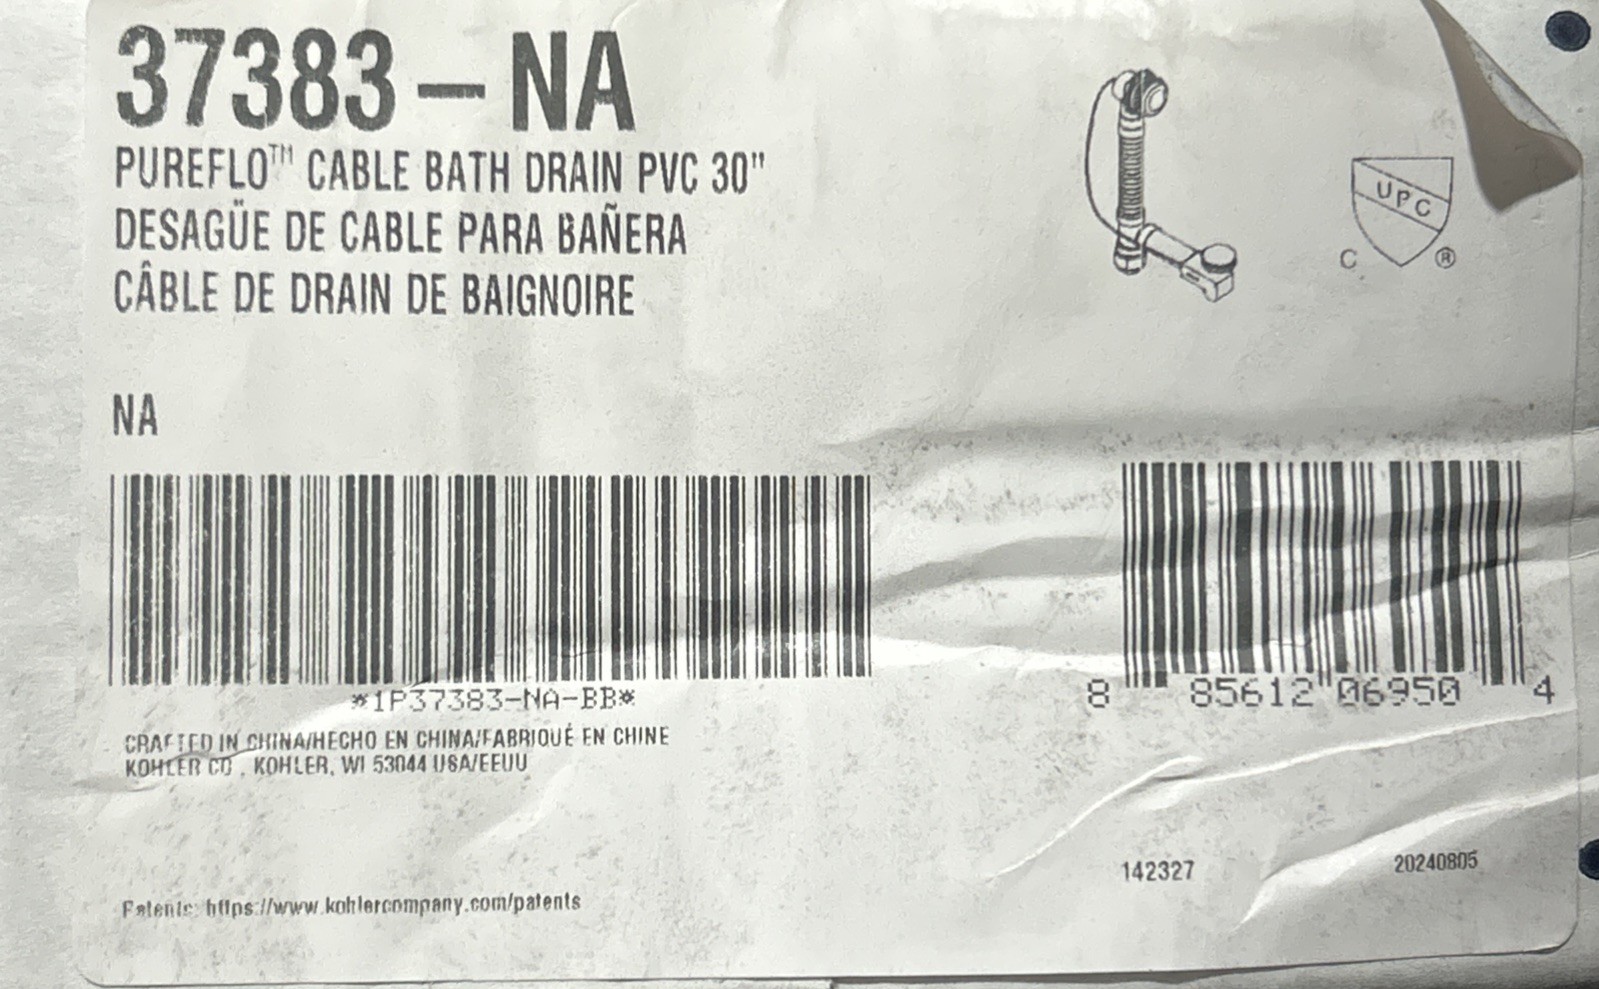 37383-NA
PUREFLO™ CABLE BATH DRAIN PVC 30"
DESAGÜE DE CABLE PARA BAÑERA
CÂBLE DE DRAIN DE BAIGNOIRE
UPC
C ®
NA
*1P37383-NA-BB*
8 85612 06950 4
CRAFTED IN CHINA/HECHO EN CHINA/FABRIQUÉ EN CHINE
KOHLER CO., KOHLER, WI 53044 USA/EEUU
142327
20240805
Patents: https://www.kohlercompany.com/patents